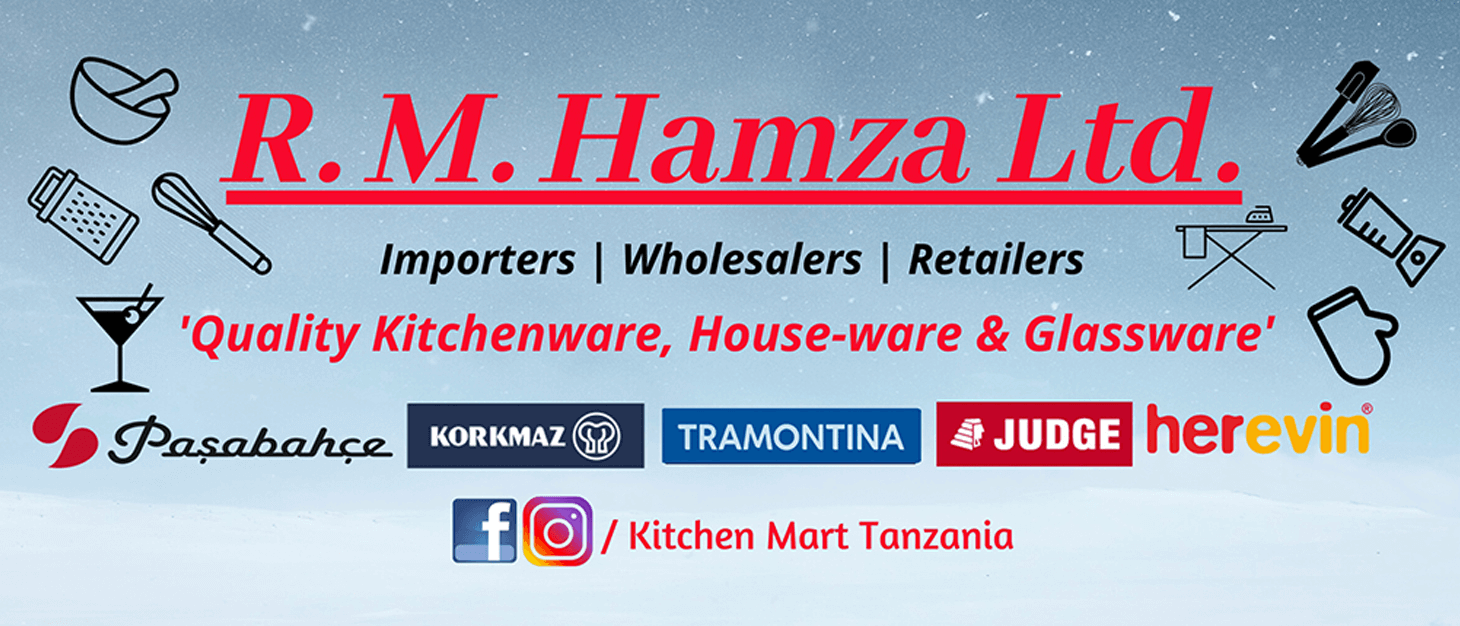 R. M. Hamza Ltd.
Importers | Wholesalers | Retailers
'Quality Kitchenware, House-ware & Glassware'
Paşabahçe KORKMAZ TRAMONTINA JUDGE herevin®
f / Kitchen Mart Tanzania